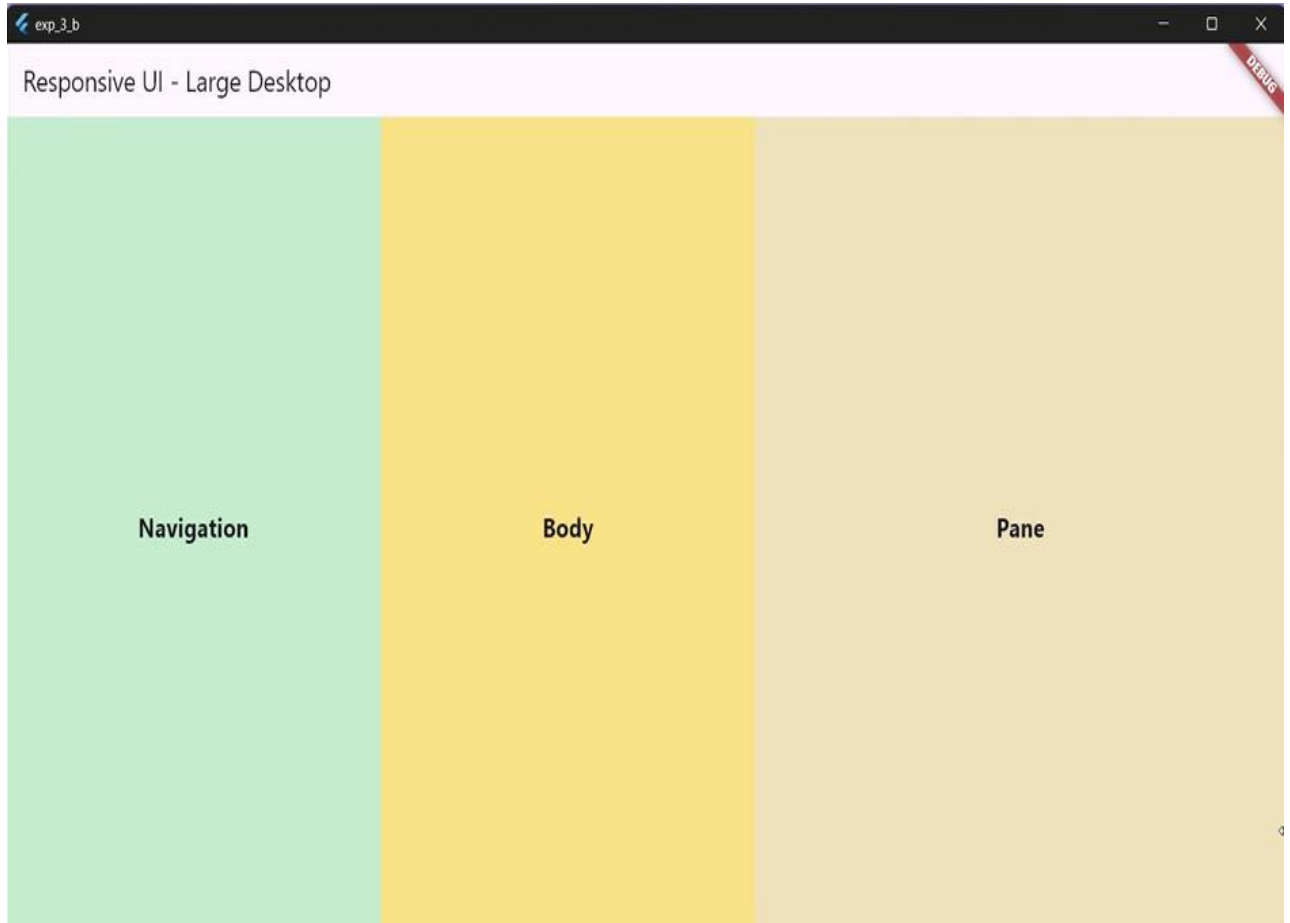 exp_3_b
Responsive UI - Large Desktop
DEBUG
Navigation
Body
Pane